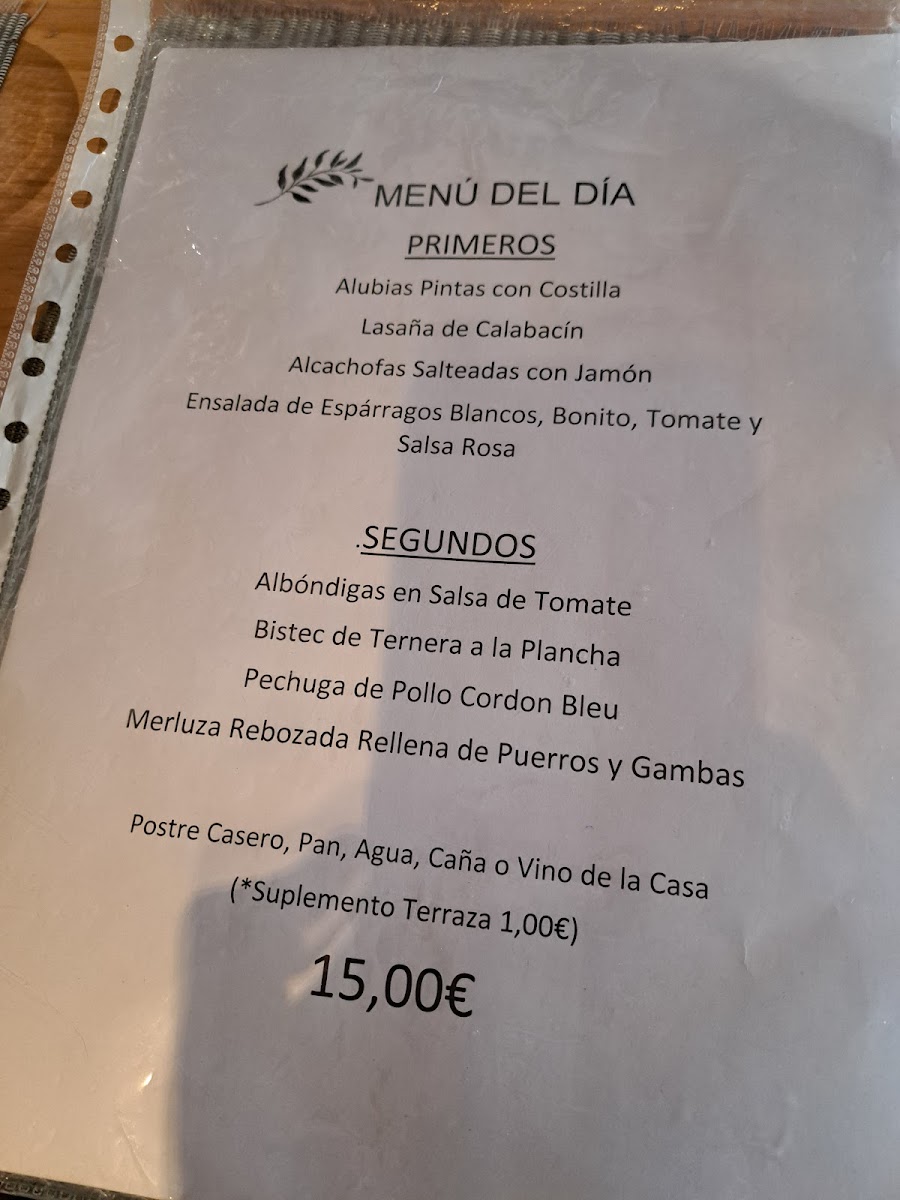 MENÚ DEL DÍA
PRIMEROS
Alubias Pintas con Costilla
Lasaña de Calabacín
Alcachofas Salteadas con Jamón
Ensalada de Espárragos Blancos, Bonito, Tomate y
Salsa Rosa
.SEGUNDOS
Albóndigas en Salsa de Tomate
Bistec de Ternera a la Plancha
Pechuga de Pollo Cordon Bleu
Merluza Rebozada Rellena de Puerros y Gambas
Postre Casero, Pan, Agua, Caña o Vino de la Casa
(*Suplemento Terraza 1,00€)
15,00€